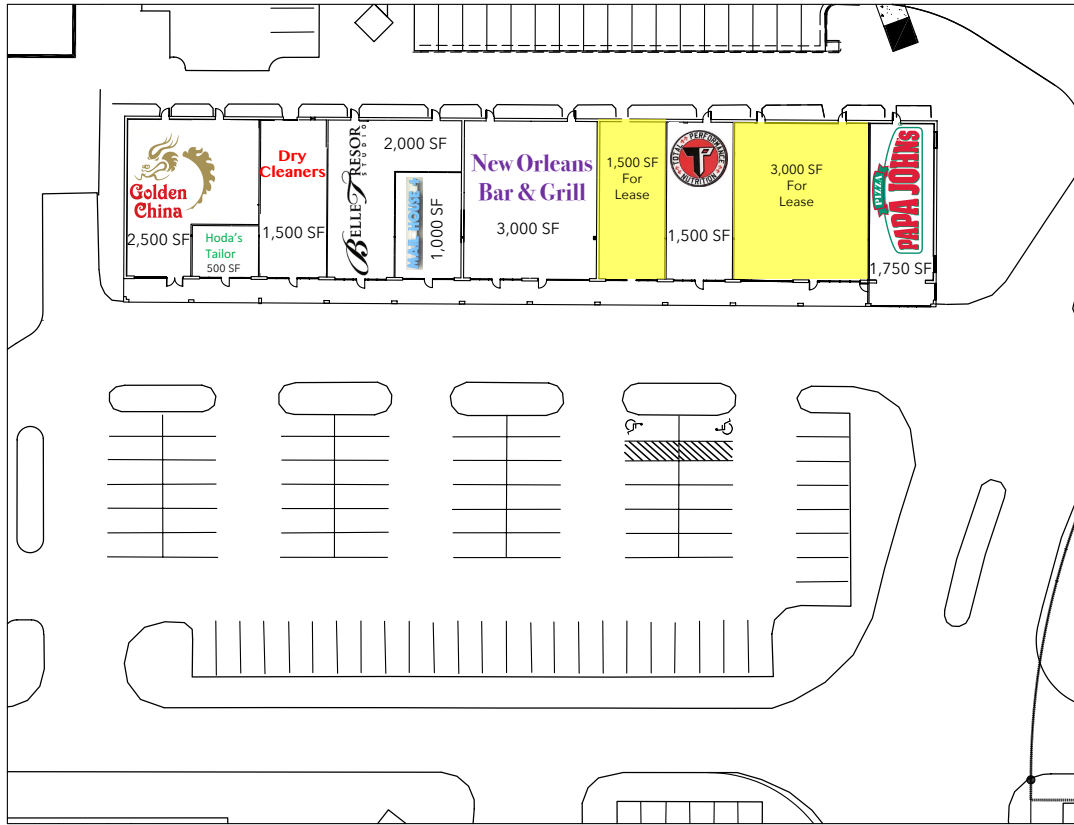 Golden
China
2,500 SF
Hoda's
Tailor
500 SF
Dry
Cleaners
1,500 SF
BELLE TRESOR
STUDIO
2,000 SF
MAIL HOUSE +
1,000 SF
New Orleans
Bar & Grill
3,000 SF
1,500 SF
For
Lease
TOTAL PERFORMANCE
NUTRITION
1,500 SF
3,000 SF
For
Lease
PIZZA
PAPA JOHNS
1,750 SF